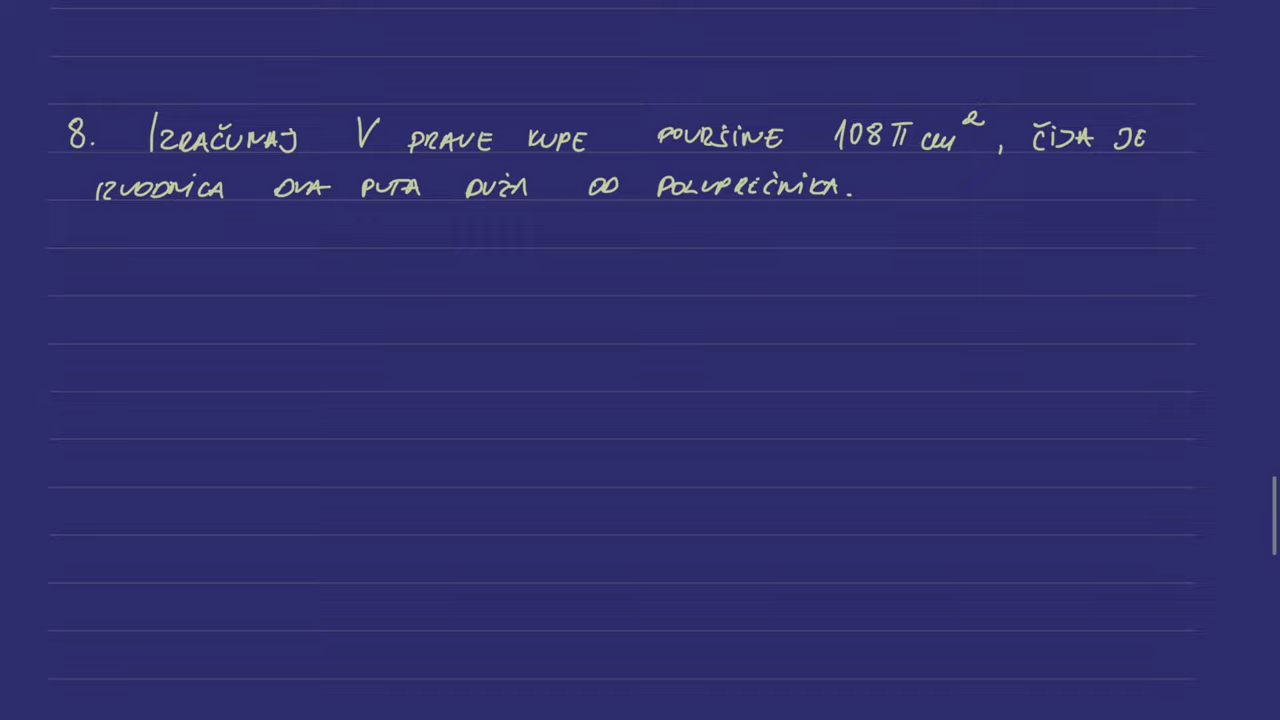 8. IZRAČUNAJ V PRAVE KUPE POVRŠINE 108π cm², ČIJA JE
IZVODNICA DVA PUTA DUŽA OD POLUPREČNIKA.